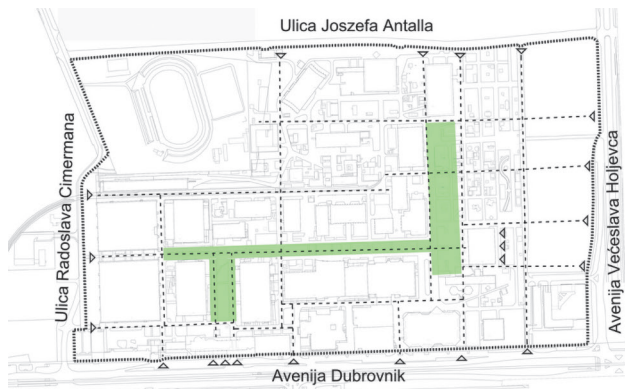 Ulica Joszefa Antalla
Ulica Radoslava Cimermana
Avenija Većeslava Holjevca
Avenija Dubrovnik